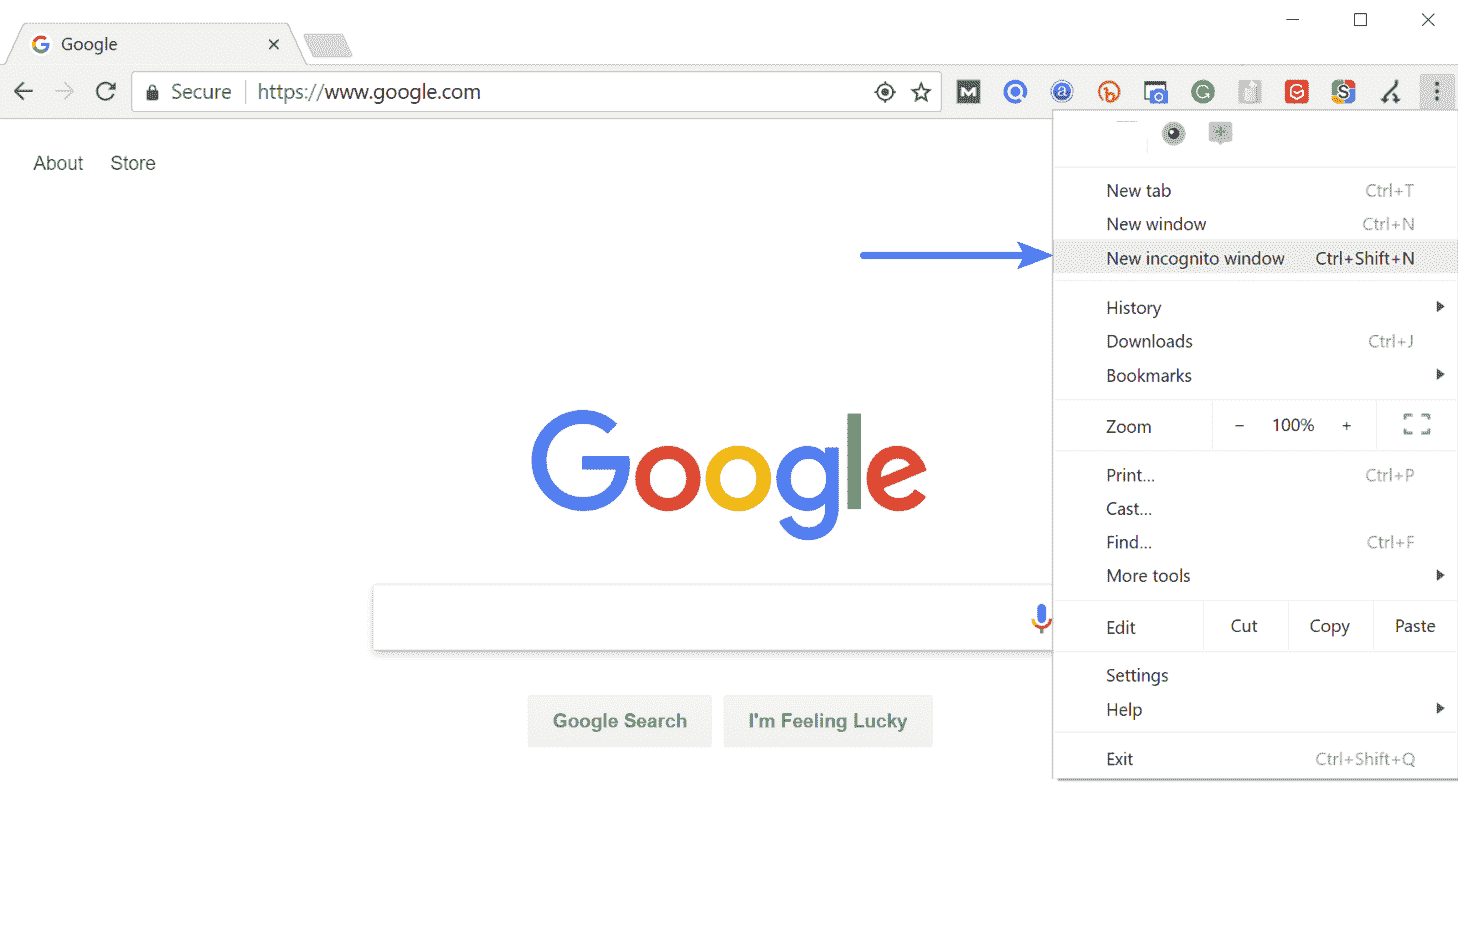 Google
Secure https://www.google.com
About Store
New tab Ctrl+T
New window Ctrl+N
New incognito window Ctrl+Shift+N
History
Downloads Ctrl+J
Bookmarks
Zoom − 100% +
Print... Ctrl+P
Cast...
Find... Ctrl+F
More tools
Edit Cut Copy Paste
Settings
Help
Exit Ctrl+Shift+Q
Google
Google Search I'm Feeling Lucky